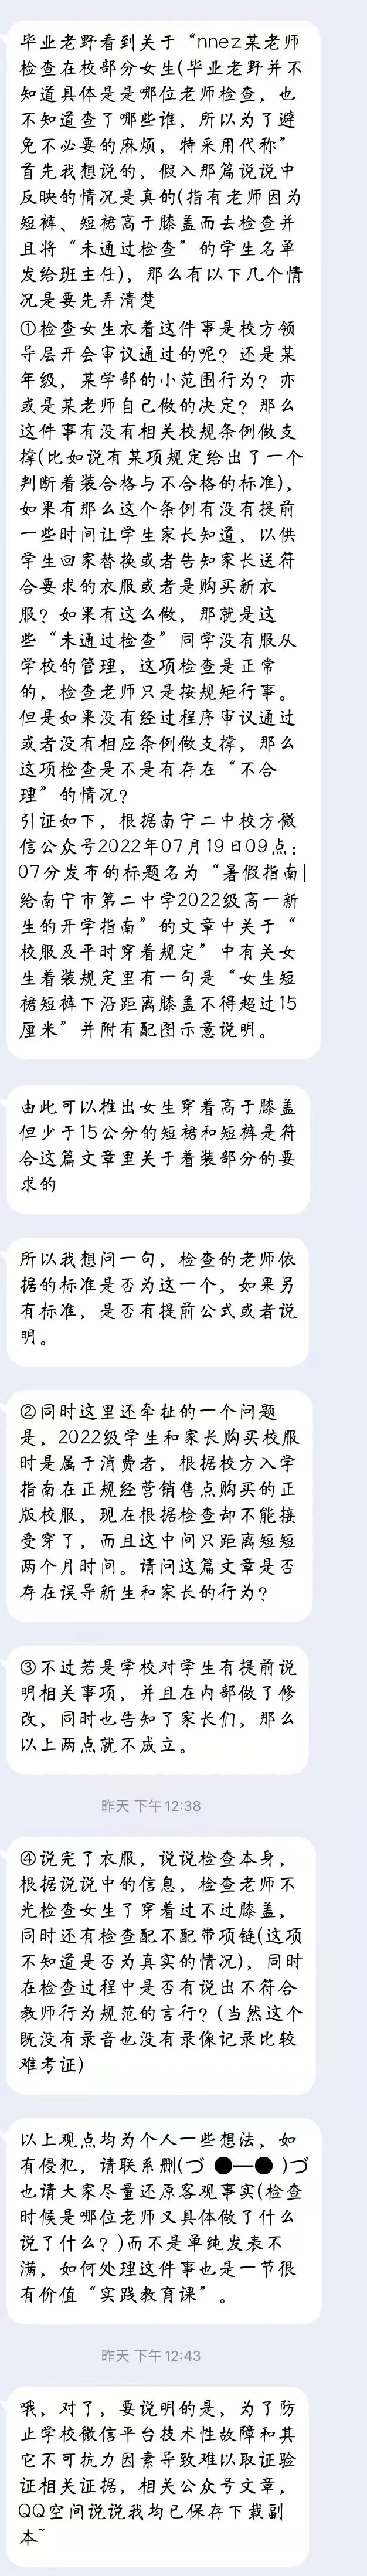 毕业老野看到关于“nnez某老师
检查在校部分女生(毕业老野并不
知道具体是是哪位老师检查，也
不知道查了哪些谁，所以为了避
免不必要的麻烦，特采用代称”
首先我想说的，假入那篇说说中
反映的情况是真的(指有老师因为
短裤、短裙高于膝盖而去检查并
且将“未通过检查”的学生名单
发给班主任)，那么有以下几个情
况是要先弄清楚
①检查女生衣着这件事是校方领
导层开会审议通过的呢？还是某
年级，某学部的小范围行为？亦
或是某老师自己做的决定？那么
这件事有没有相关校规条例做支
撑(比如说有某项规定给出了一个
判断着装合格与不合格的标准)，
如果有那么这个条例有没有提前
一些时间让学生家长知道，以供
学生回家替换或者告知家长送符
合要求的衣服或者是购买新衣
服？如果有这么做，那就是这
些“未通过检查”同学没有服从
学校的管理，这项检查是正常
的，检查老师只是按规矩行事。
但是如果没有经过程序审议通过
或者没有相应条例做支撑，那么
这项检查是不是有存在“不合
理”的情况？
引证如下，根据南宁二中校方微
信公众号2022年07月19日09点：
07分发布的标题名为“暑假指南|
给南宁市第二中学2022级高一新
生的开学指南”的文章中关于“
校服及平时穿着规定”中有关女
生着装规定里有一句是“女生短
裙短裤下沿距离膝盖不得超过15
厘米”并附有配图示意说明。
由此可以推出女生穿着高于膝盖
但少于15公分的短裙和短裤是符
合这篇文章里关于着装部分的要
求的
所以我想问一句，检查的老师依
据的标准是否为这一个，如果另
有标准，是否有提前公式或者说
明。
②同时这里还牵扯的一个问题
是，2022级学生和家长购买校服
时是属于消费者，根据校方入学
指南在正规经营销售点购买的正
版校服，现在根据检查却不能接
受穿了，而且这中间只距离短短
两个月时间。请问这篇文章是否
存在误导新生和家长的行为？
③不过若是学校对学生有提前说
明相关事项，并且在内部做了修
改，同时也告知了家长们，那么
以上两点就不成立。
昨天 下午12:38
④说完了衣服，说说检查本身，
根据说说中的信息，检查老师不
光检查女生了穿着过不过膝盖，
同时还有检查配不配带项链(这项
不知道是否为真实的情况)，同时
在检查过程中是否有说出不符合
教师行为规范的言行？(当然这个
既没有录音也没有录像记录比较
难考证)
以上观点均为个人一些想法，如
有侵犯，请联系删(づ ●—● )づ
也请大家尽量还原客观事实(检查
时候是哪位老师又具体做了什么
说了什么？)而不是单纯发表不
满，如何处理这件事也是一节很
有价值“实践教育课”。
昨天 下午12:43
哦，对了，要说明的是，为了防
止学校微信平台技术性故障和其
它不可抗力因素导致难以取证验
证相关证据，相关公众号文章，
QQ空间说说我均已保存下载副
本~